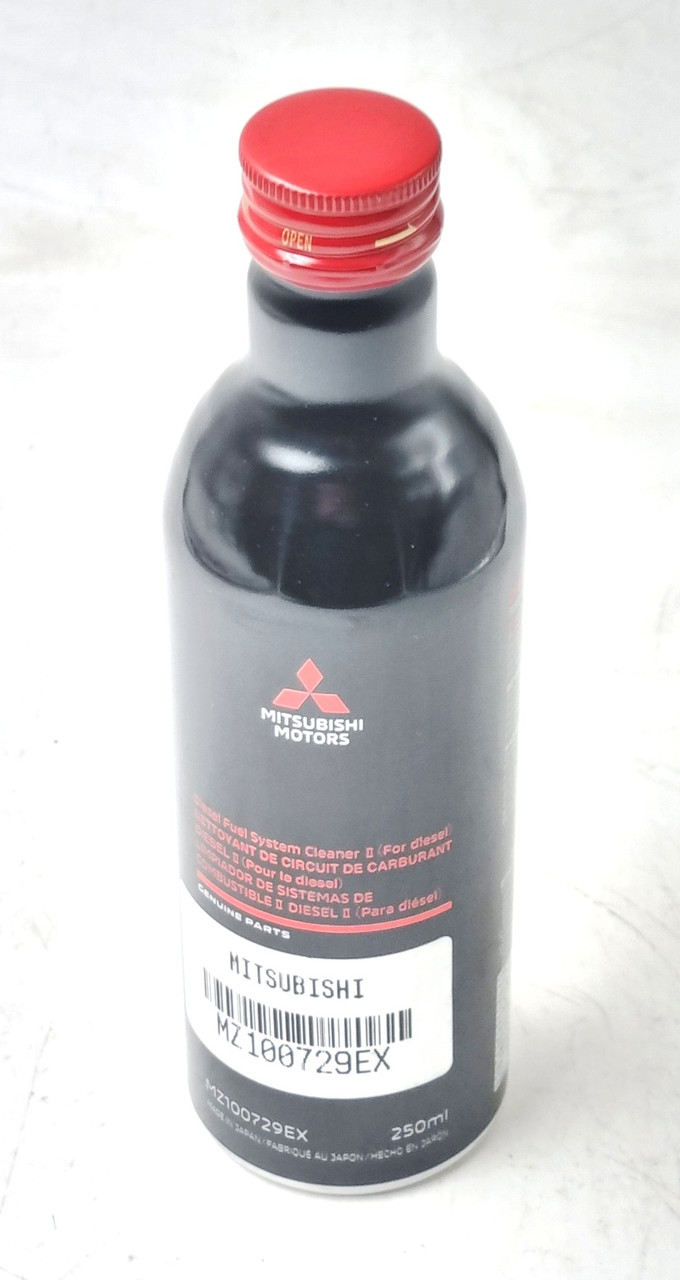 OPEN
MITSUBISHI
MOTORS
Diesel Fuel System Cleaner Ⅱ (For diesel)
NETTOYANT DE CIRCUIT DE CARBURANT
DIESEL Ⅱ (Pour le diesel)
LIMPIADOR DE SISTEMAS DE
COMBUSTIBLE Ⅱ DIESEL Ⅱ (Para diésel)
GENUINE PARTS
MITSUBISHI
MZ100729EX
MZ100729EX 250ml
MADE IN JAPAN/FABRIQUÉ AU JAPON/HECHO EN JAPÓN